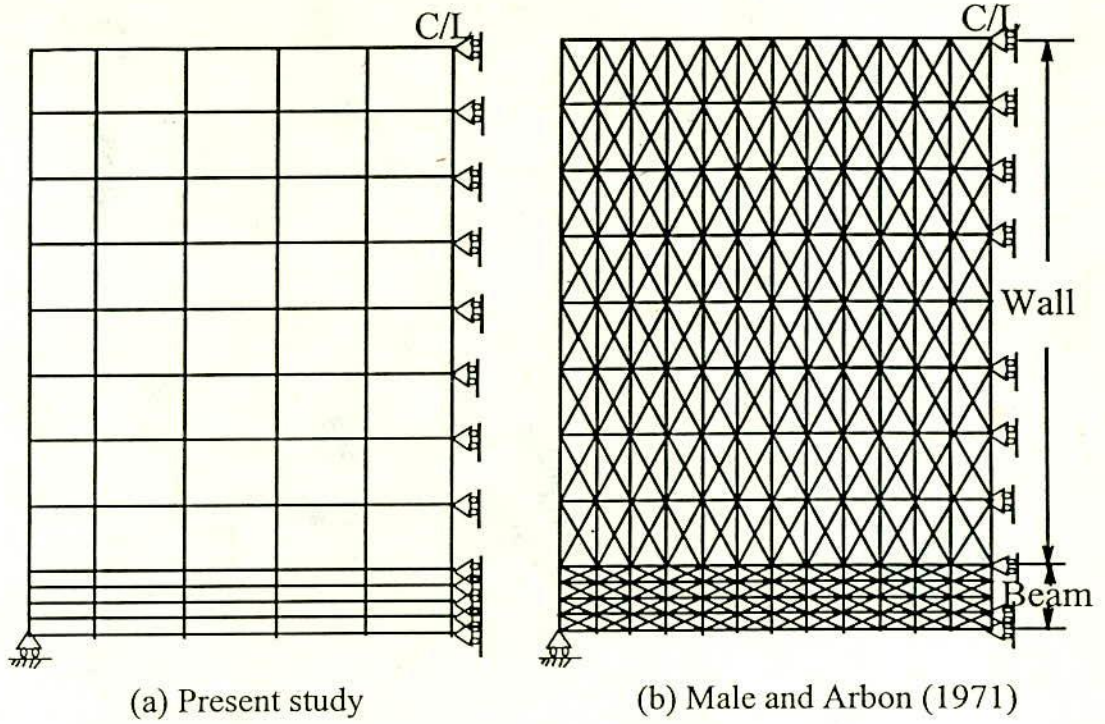 C/L
C/L
Wall
Beam
(a) Present study
(b) Male and Arbon (1971)